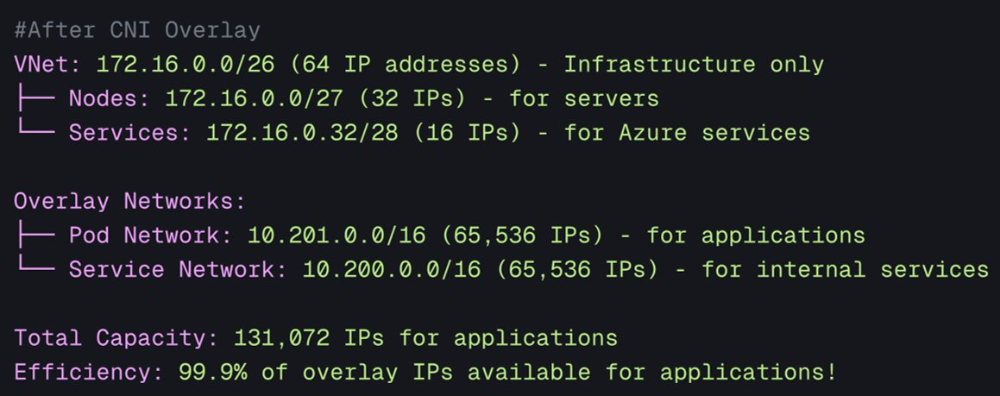 #After CNI Overlay
VNet: 172.16.0.0/26 (64 IP addresses) - Infrastructure only
├── Nodes: 172.16.0.0/27 (32 IPs) - for servers
└── Services: 172.16.0.32/28 (16 IPs) - for Azure services
Overlay Networks:
├── Pod Network: 10.201.0.0/16 (65,536 IPs) - for applications
└── Service Network: 10.200.0.0/16 (65,536 IPs) - for internal services
Total Capacity: 131,072 IPs for applications
Efficiency: 99.9% of overlay IPs available for applications!